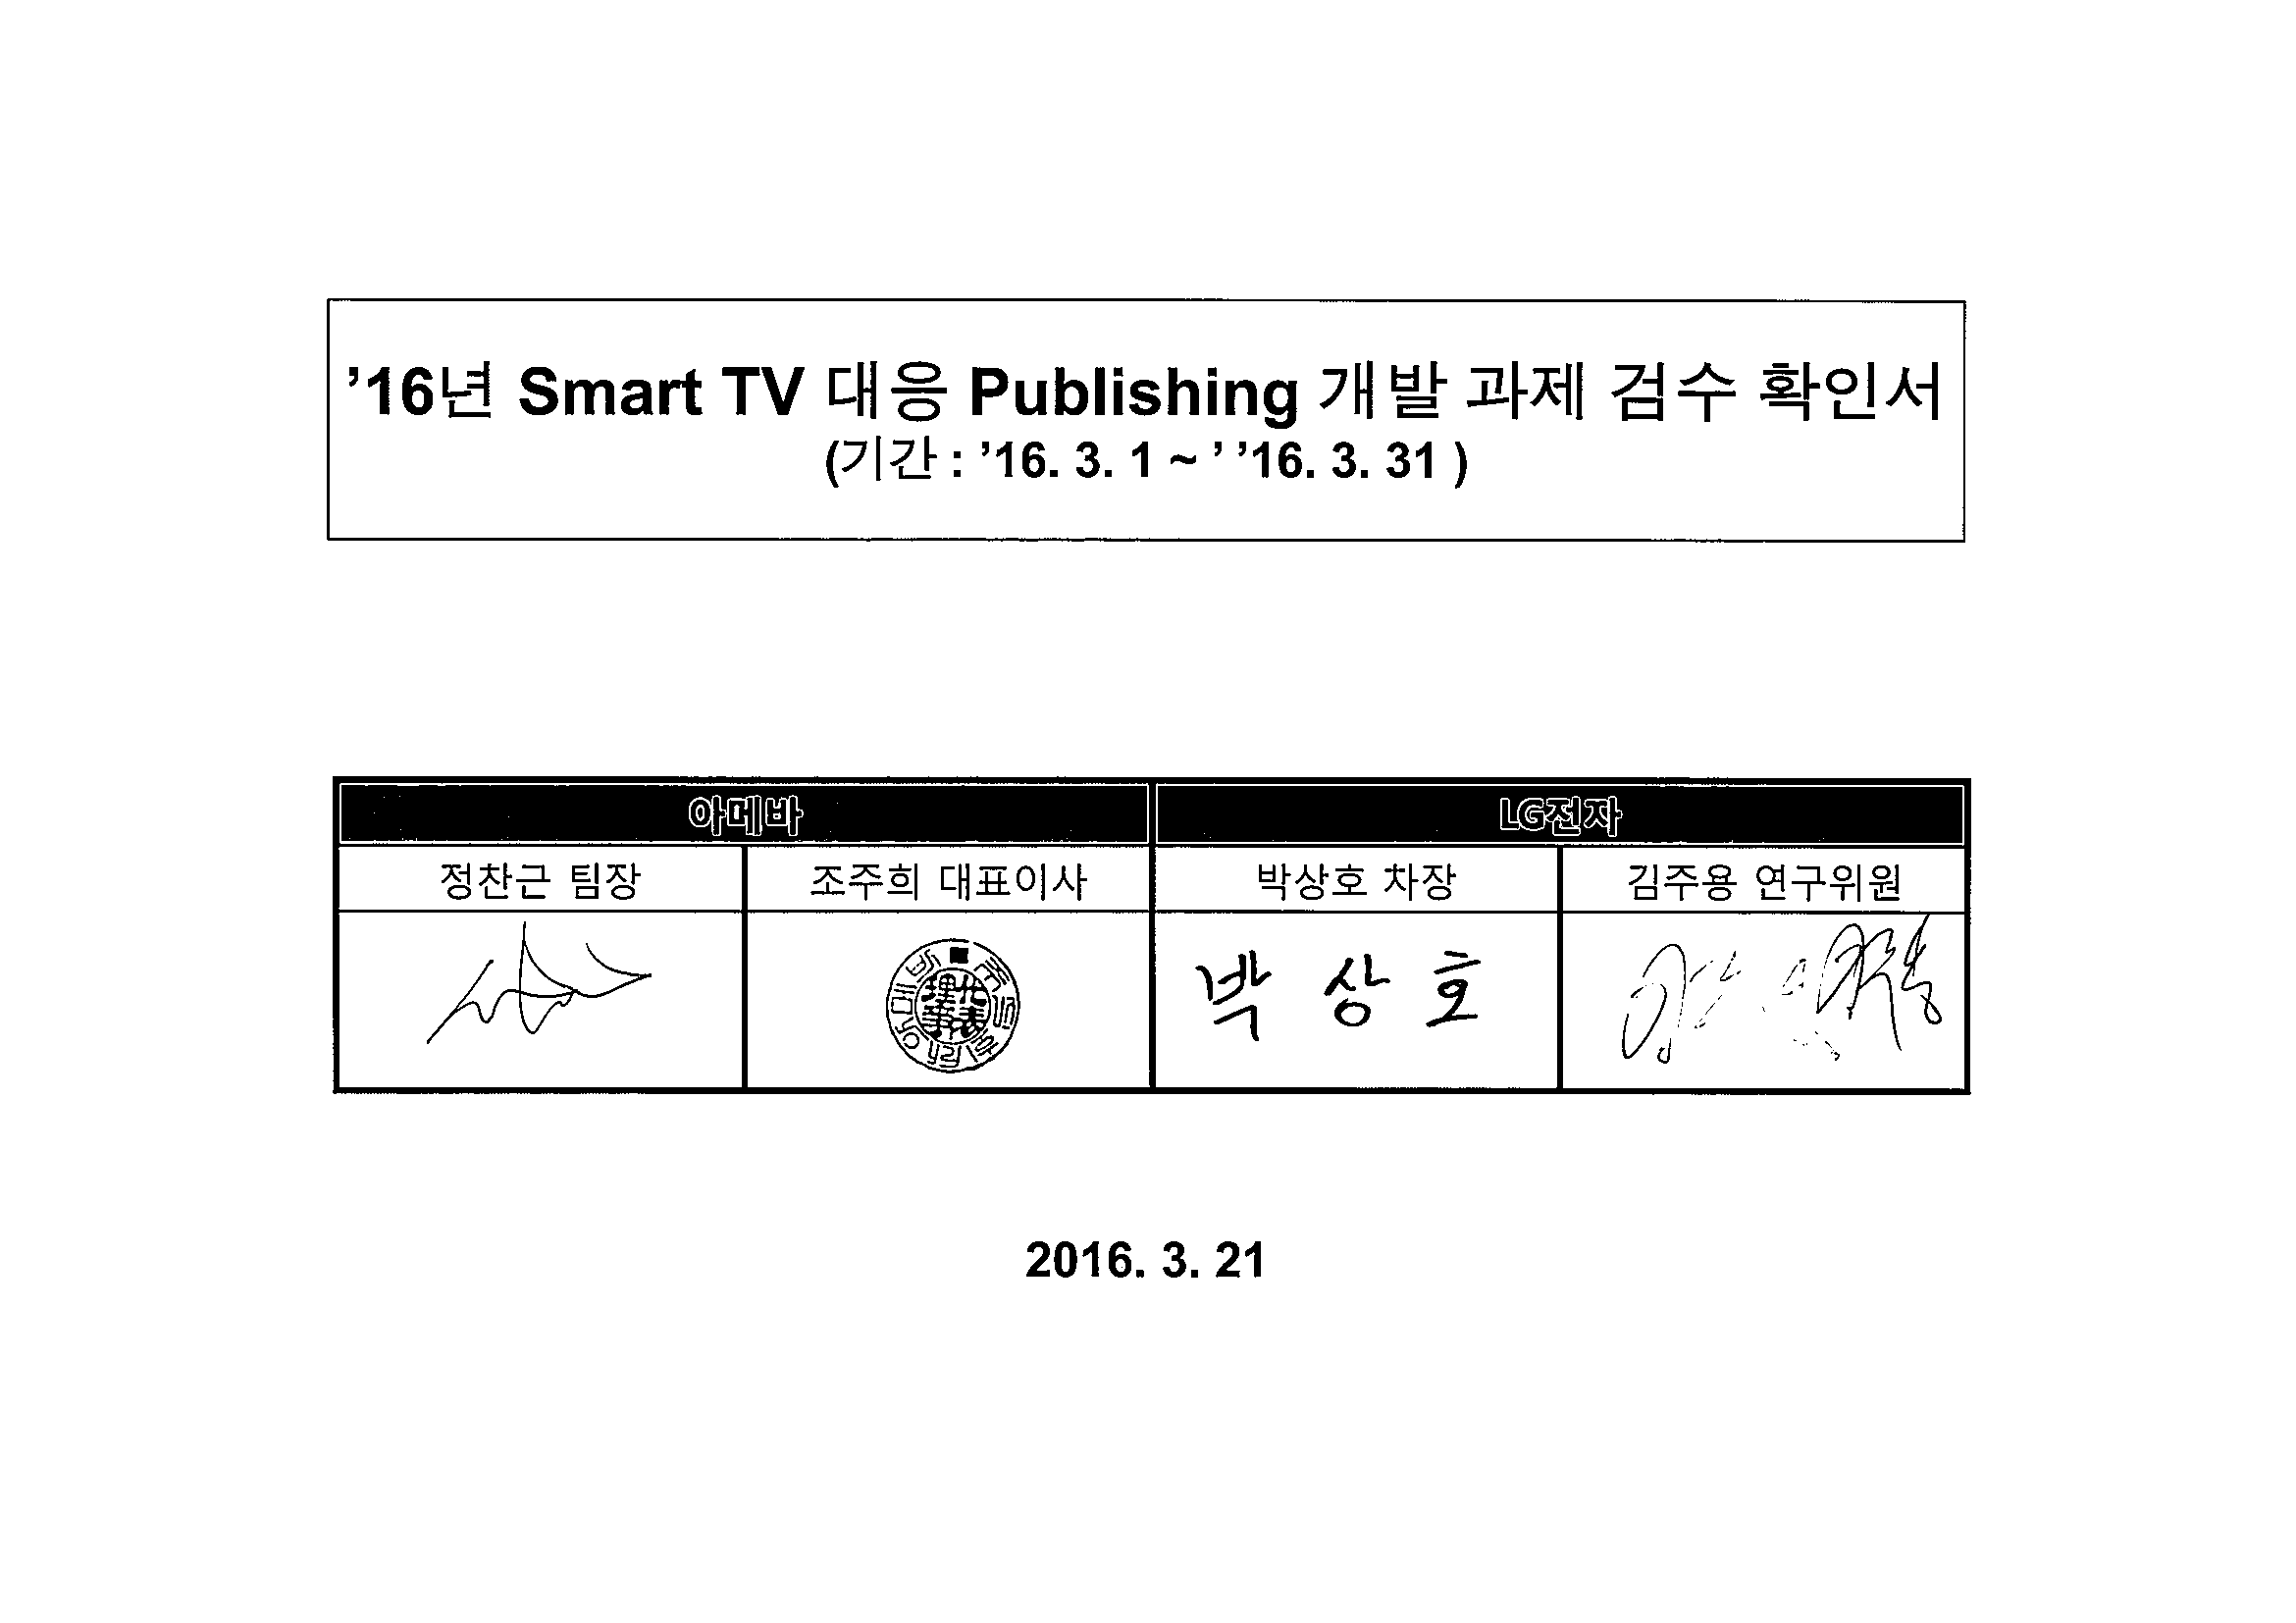 ’16년 Smart TV 대응 Publishing 개발 과제 검수 확인서
(기간 : ’16. 3. 1 ~ ’ ’16. 3. 31 )
아메바 LG전자
정찬근 팀장 조주희 대표이사 박상호 차장 김주용 연구위원
박 상 호
2016. 3. 21